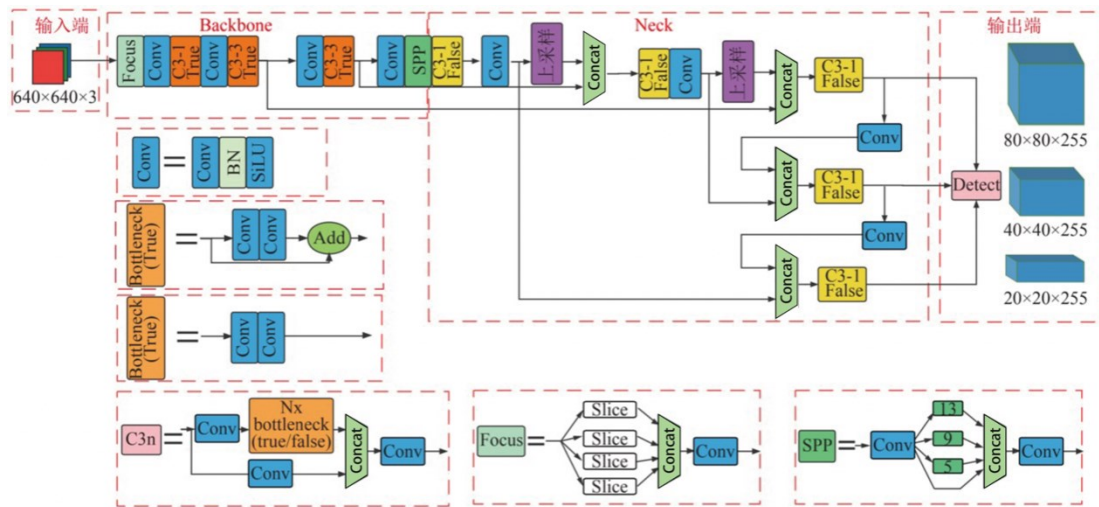 输入端
Backbone
Neck
输出端
640×640×3
Focus
Conv
C3-1
True
Conv
C3-3
True
Conv
C3-3
True
Conv
SPP
C3-1
False
Conv
上采样
Concat
C3-1
False
Conv
上采样
Concat
C3-1
False
Conv
Concat
C3-1
False
Conv
Concat
C3-1
False
Detect
80×80×255
40×40×255
20×20×255
Conv
=
Conv
BN
SiLU
Bottleneck
(True)
=
Conv
Conv
Add
Bottleneck
(True)
=
Conv
Conv
C3n
=
Conv
Nx
bottleneck
(true/false)
Conv
Concat
Conv
Focus
=
Slice
Slice
Slice
Slice
Concat
Conv
SPP
=
Conv
13
9
5
Concat
Conv